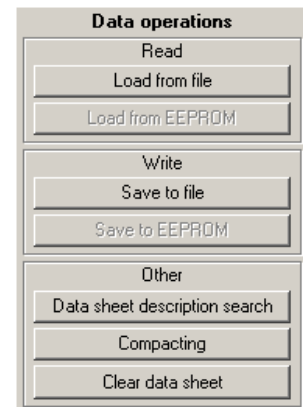 Data operations
Read
Load from file
Load from EEPROM
Write
Save to file
Save to EEPROM
Other
Data sheet description search
Compacting
Clear data sheet